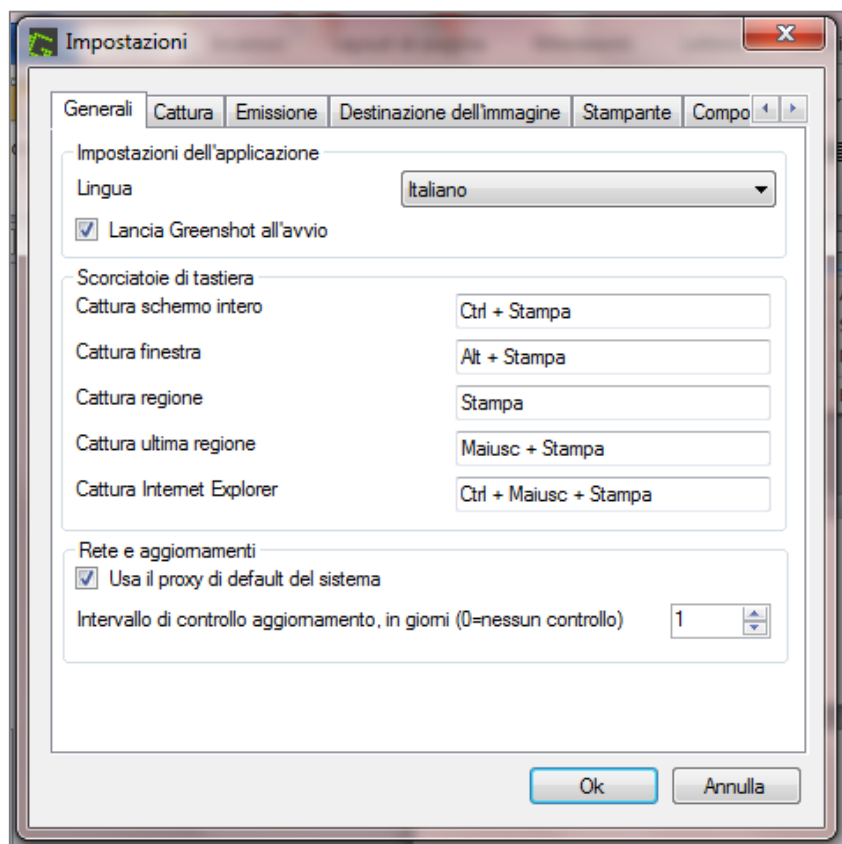 Impostazioni
Generali Cattura Emissione Destinazione dell'immagine Stampante Compo
Impostazioni dell'applicazione
Lingua Italiano
Lancia Greenshot all'avvio
Scorciatoie di tastiera
Cattura schermo intero Ctrl + Stampa
Cattura finestra Alt + Stampa
Cattura regione Stampa
Cattura ultima regione Maiusc + Stampa
Cattura Internet Explorer Ctrl + Maiusc + Stampa
Rete e aggiornamenti
Usa il proxy di default del sistema
Intervallo di controllo aggiornamento, in giorni (0=nessun controllo) 1
Ok Annulla